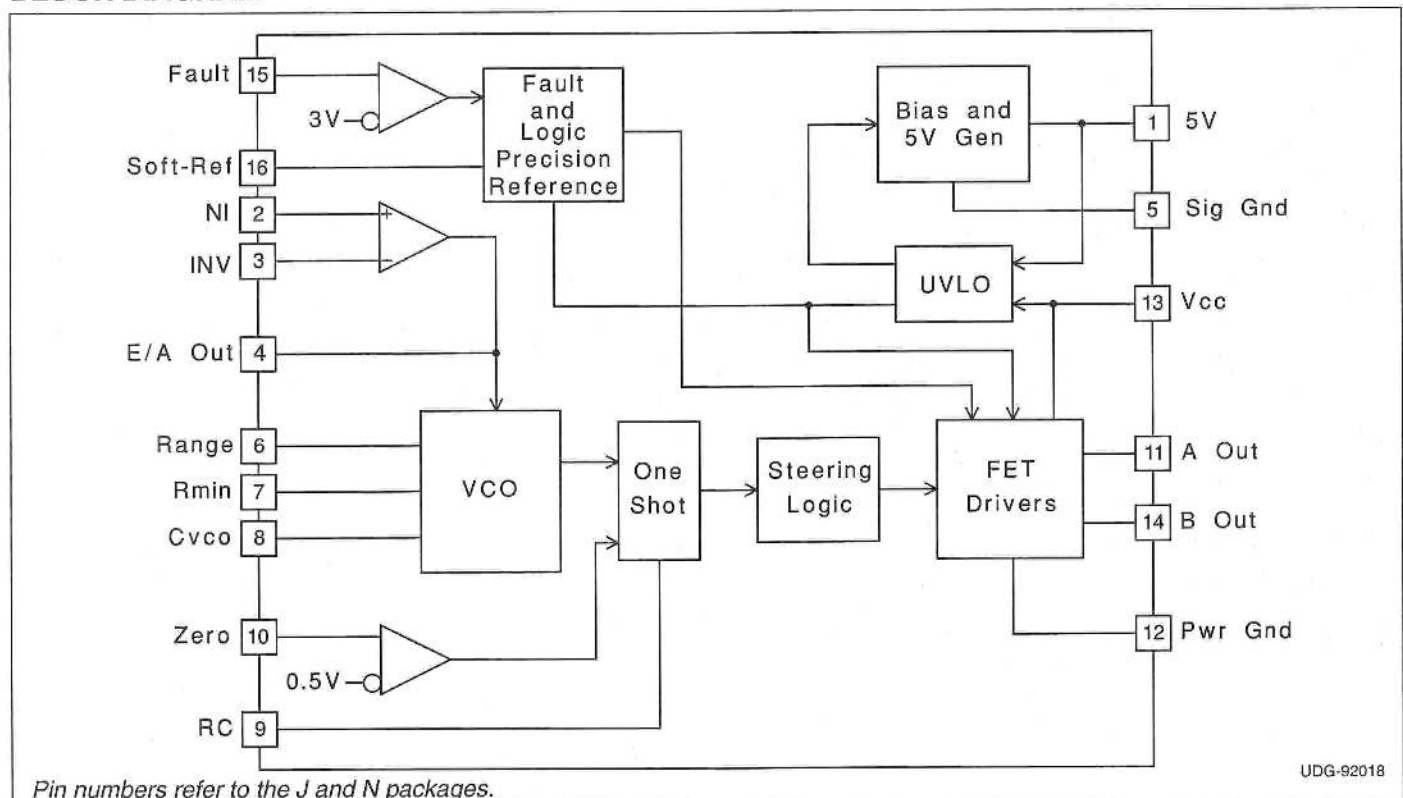 Fault 15
3V
Soft-Ref 16
NI 2
INV 3
E/A Out 4
Range 6
Rmin 7
Cvco 8
Zero 10
0.5V
RC 9
Fault
and
Logic
Precision
Reference
VCO
One
Shot
Steering
Logic
Bias and
5V Gen
UVLO
FET
Drivers
1 5V
5 Sig Gnd
13 Vcc
11 A Out
14 B Out
12 Pwr Gnd
+
−
UDG-92018
Pin numbers refer to the J and N packages.